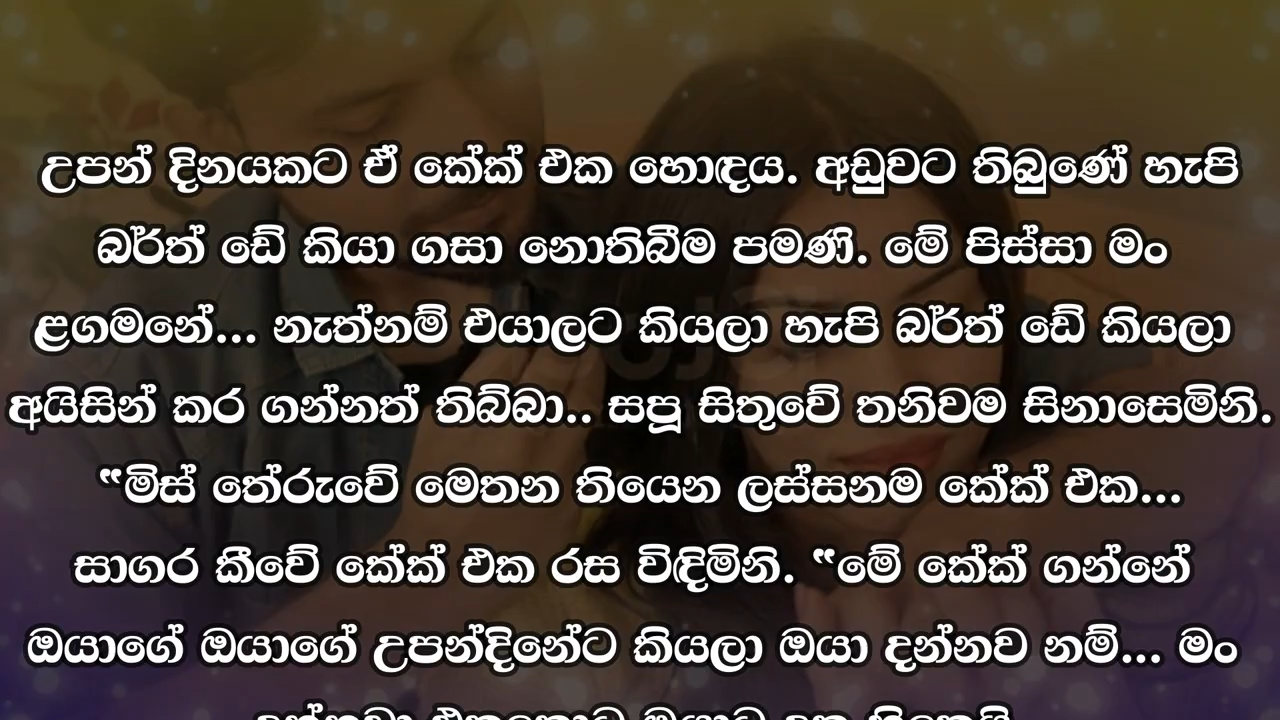 උපන් දිනයකට ඒ කේක් එක හොඳය. අඩුවට තිබුණේ හැපි
බර්ත් ඩේ කියා ගසා නොතිබීම පමණි. මේ පිස්සා මං
ළගමනේ... නැත්නම් එයාලට කියලා හැපි බර්ත් ඩේ කියලා
අයිසින් කර ගන්නත් තිබ්බා.. සපූ සිතුවේ තනිවම සිනාසෙමිනි.
“මිස් තේරුවේ මෙතන තියෙන ලස්සනම කේක් එක...
සාගර කීවේ කේක් එක රස විඳිමිනි. “මේ කේක් ගන්නේ
ඔයාගේ ඔයාගේ උපන්දිනේට කියලා ඔයා දන්නව නම්... මං